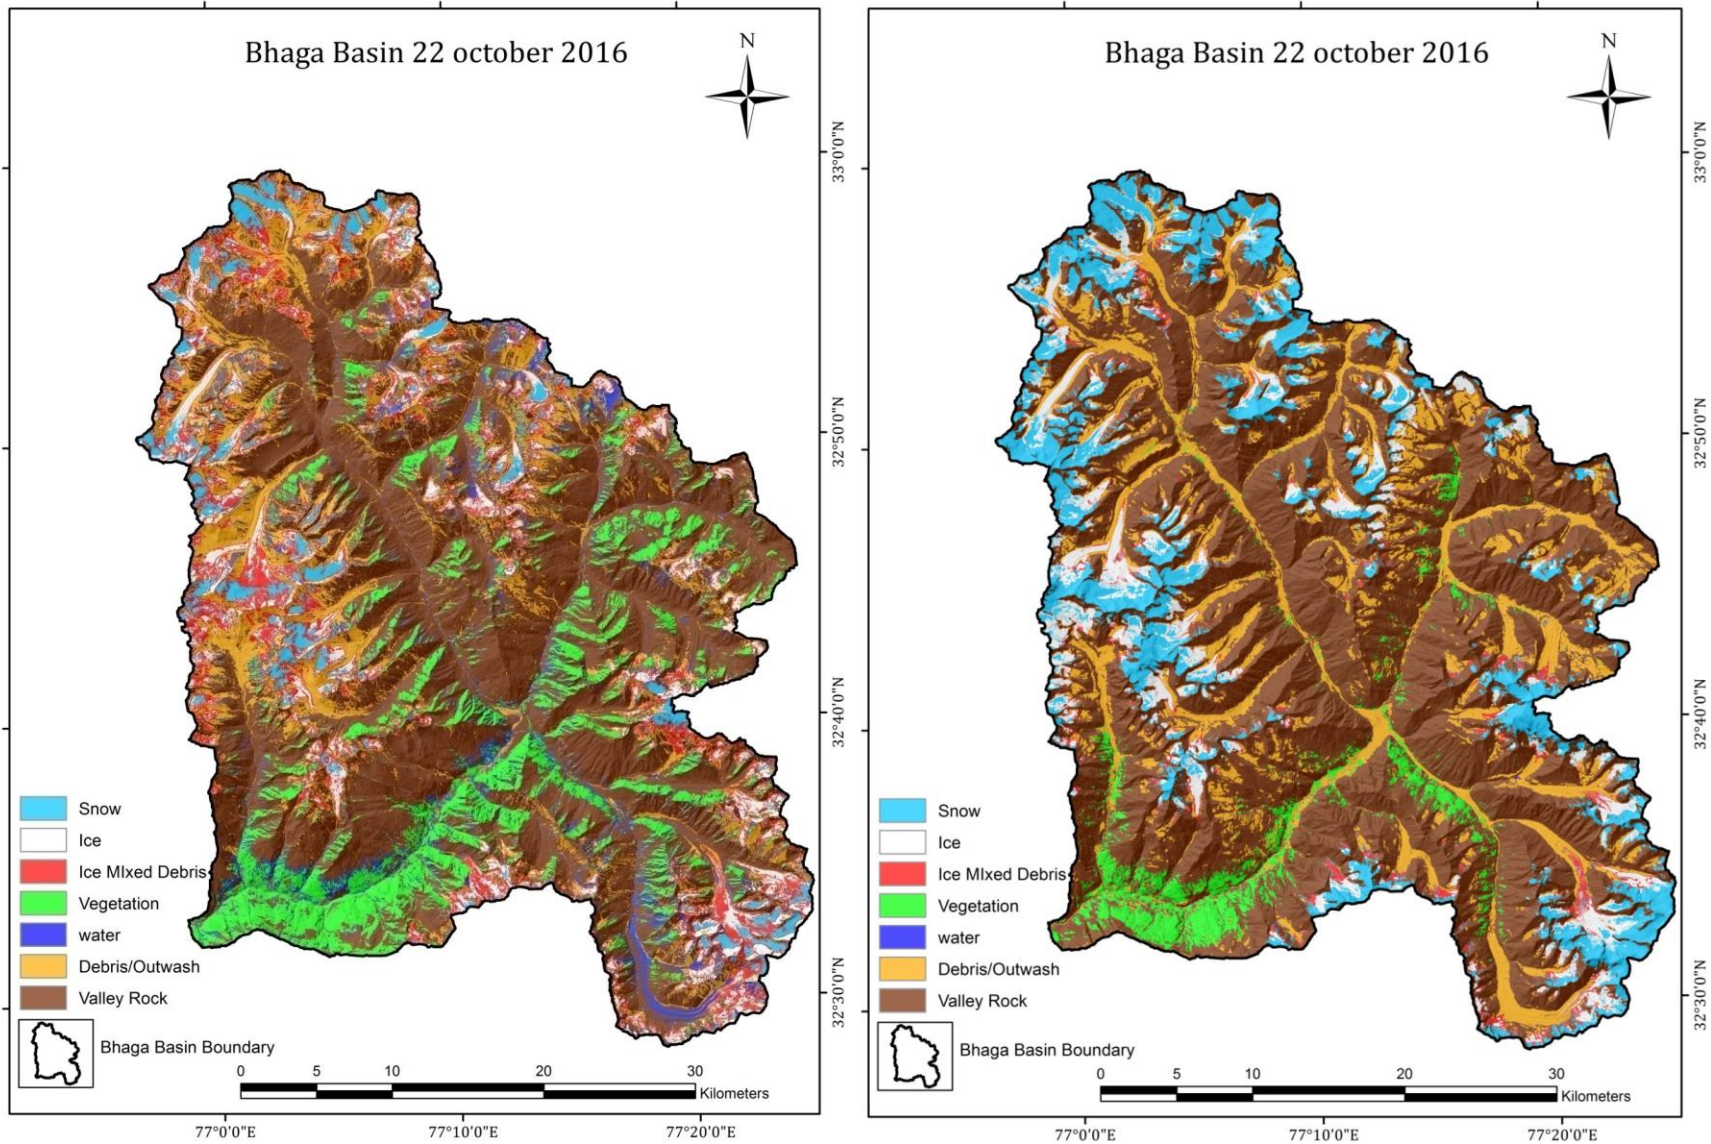 Bhaga Basin 22 october 2016
N
33°0'0"N
32°50'0"N
32°40'0"N
32°30'0"N
Snow
Ice
Ice MIxed Debris
Vegetation
water
Debris/Outwash
Valley Rock
Bhaga Basin Boundary
0 5 10 20 30
Kilometers
77°0'0"E 77°10'0"E 77°20'0"E
Bhaga Basin 22 october 2016
N
33°0'0"N
32°50'0"N
32°40'0"N
32°30'0"N
Snow
Ice
Ice MIxed Debris
Vegetation
water
Debris/Outwash
Valley Rock
Bhaga Basin Boundary
0 5 10 20 30
Kilometers
77°0'0"E 77°10'0"E 77°20'0"E